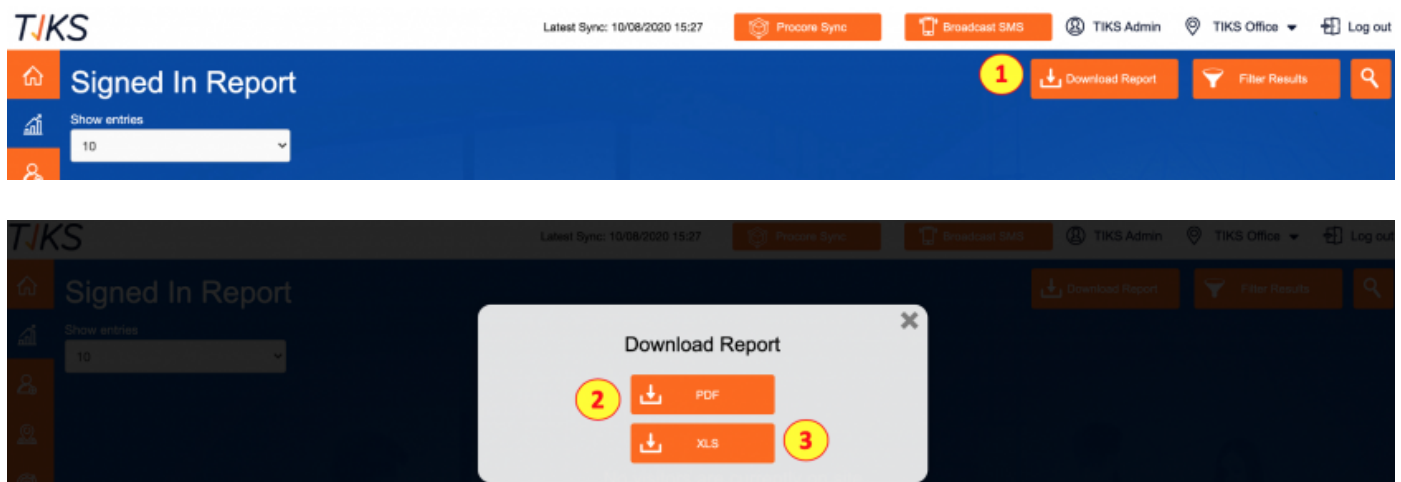 TIKS
Latest Sync: 10/08/2020 15:27 Procore Sync Broadcast SMS TIKS Admin TIKS Office Log out
Signed In Report
1 Download Report Filter Results
Show entries
10
TIKS
Latest Sync: 10/08/2020 15:27 Procore Sync Broadcast SMS TIKS Admin TIKS Office Log out
Signed In Report
Download Report Filter Results
Show entries
10
Download Report
2 PDF
XLS 3